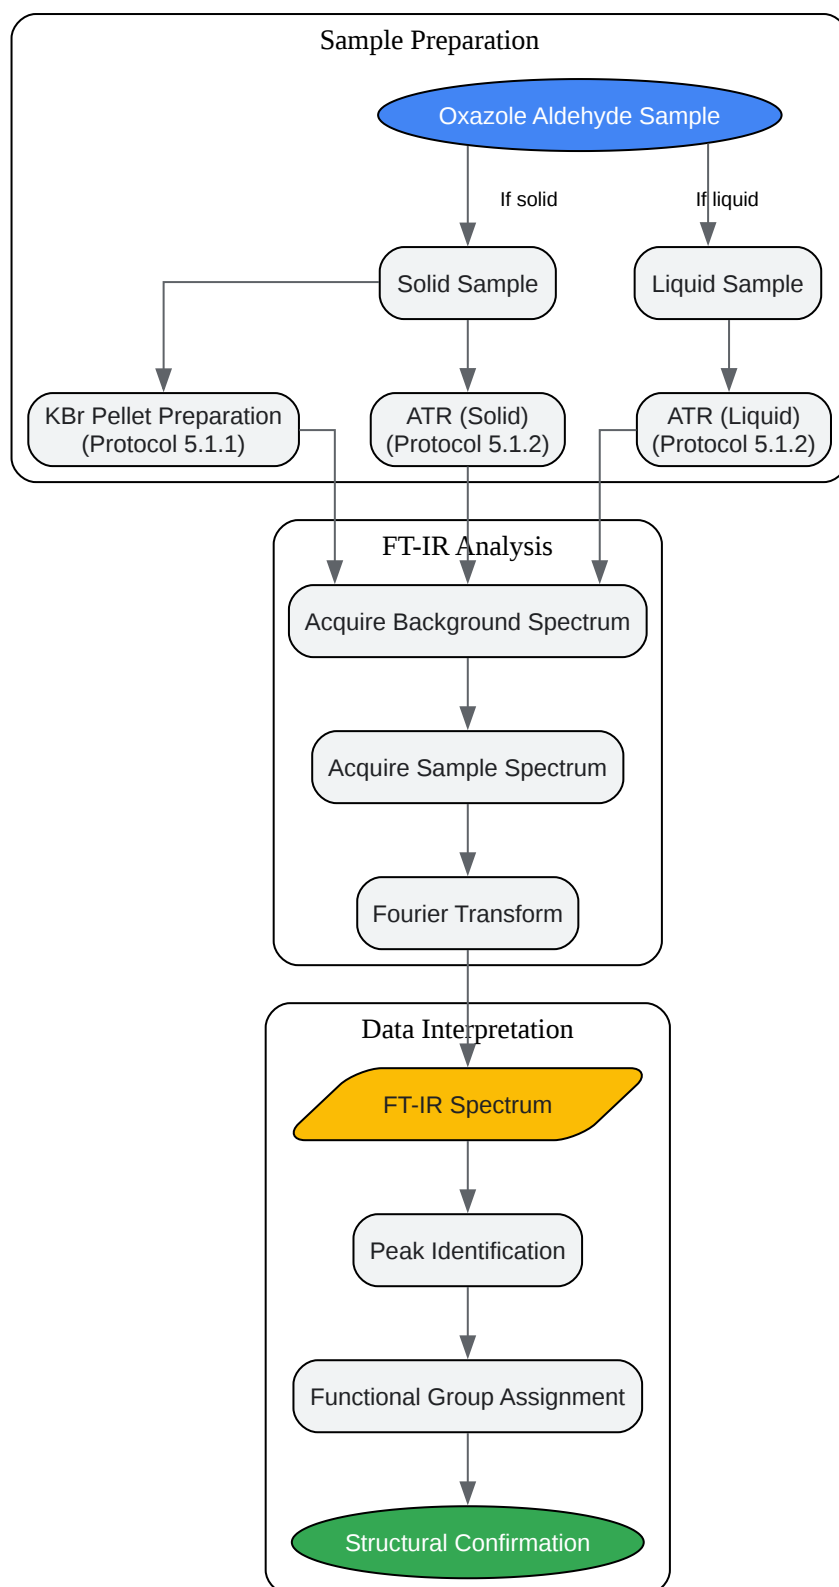 Sample Preparation
Oxazole Aldehyde Sample
If solid
If liquid
Solid Sample
Liquid Sample
KBr Pellet Preparation
(Protocol 5.1.1)
ATR (Solid)
(Protocol 5.1.2)
ATR (Liquid)
(Protocol 5.1.2)
FT-IR Analysis
Acquire Background Spectrum
Acquire Sample Spectrum
Fourier Transform
Data Interpretation
FT-IR Spectrum
Peak Identification
Functional Group Assignment
Structural Confirmation